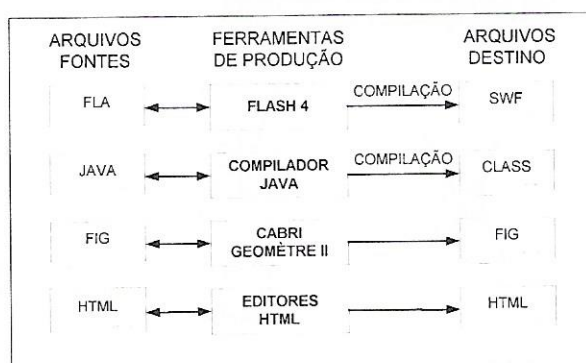 ARQUIVOS FERRAMENTAS ARQUIVOS
FONTES DE PRODUÇÃO DESTINO
FLA FLASH 4 COMPILAÇÃO SWF
JAVA COMPILADOR JAVA COMPILAÇÃO CLASS
FIG CABRI GEOMÈTRE II FIG
HTML EDITORES HTML HTML